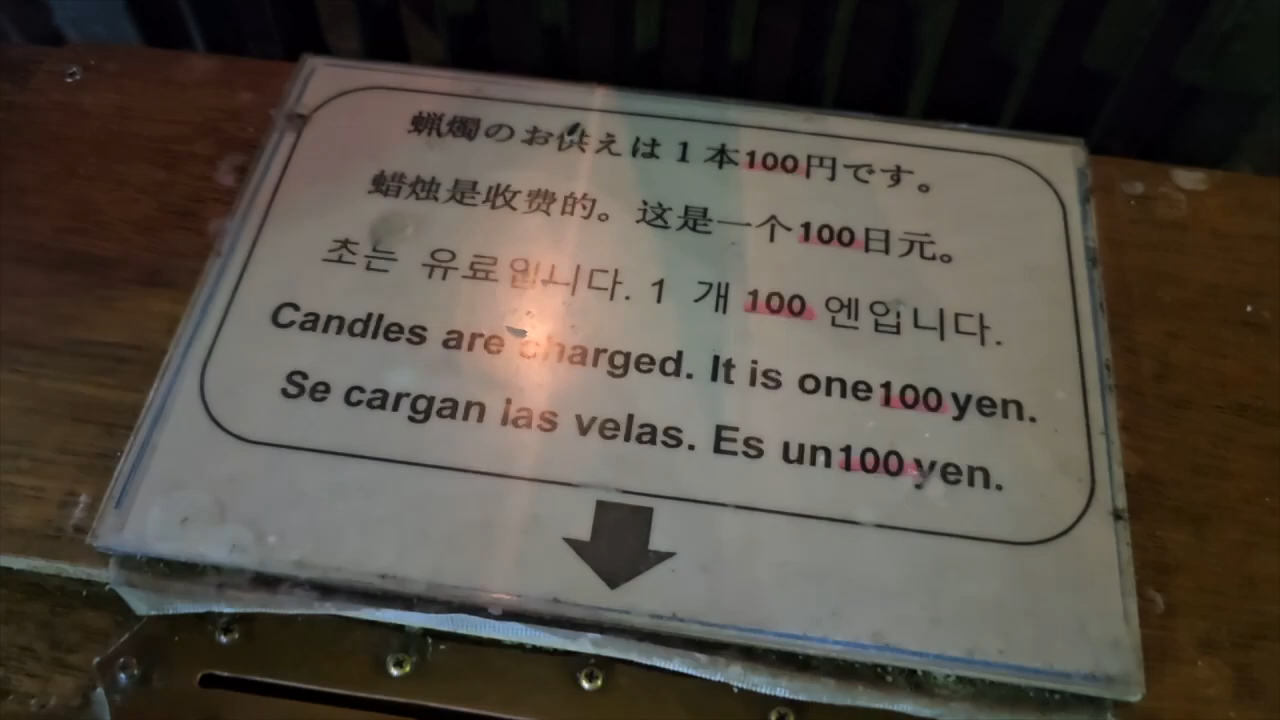 蝋燭のお供えは１本100円です。
蜡烛是收费的。这是一个100日元。
초는 유료입니다. 1 개 100 엔입니다.
Candles are charged. It is one100yen.
Se cargan las velas. Es un100yen.